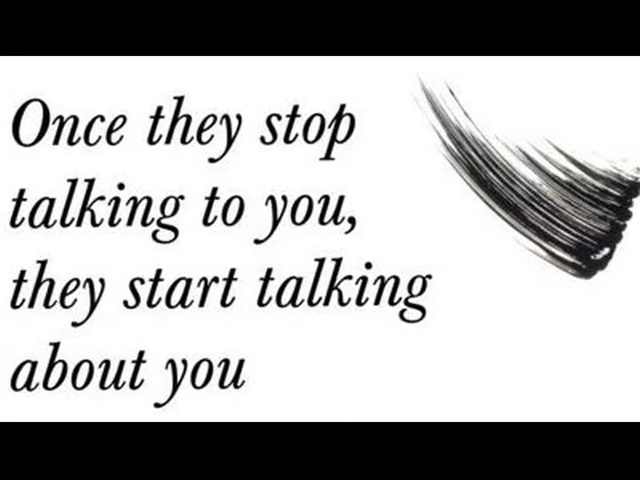 Once they stop
talking to you,
they start talking
about you